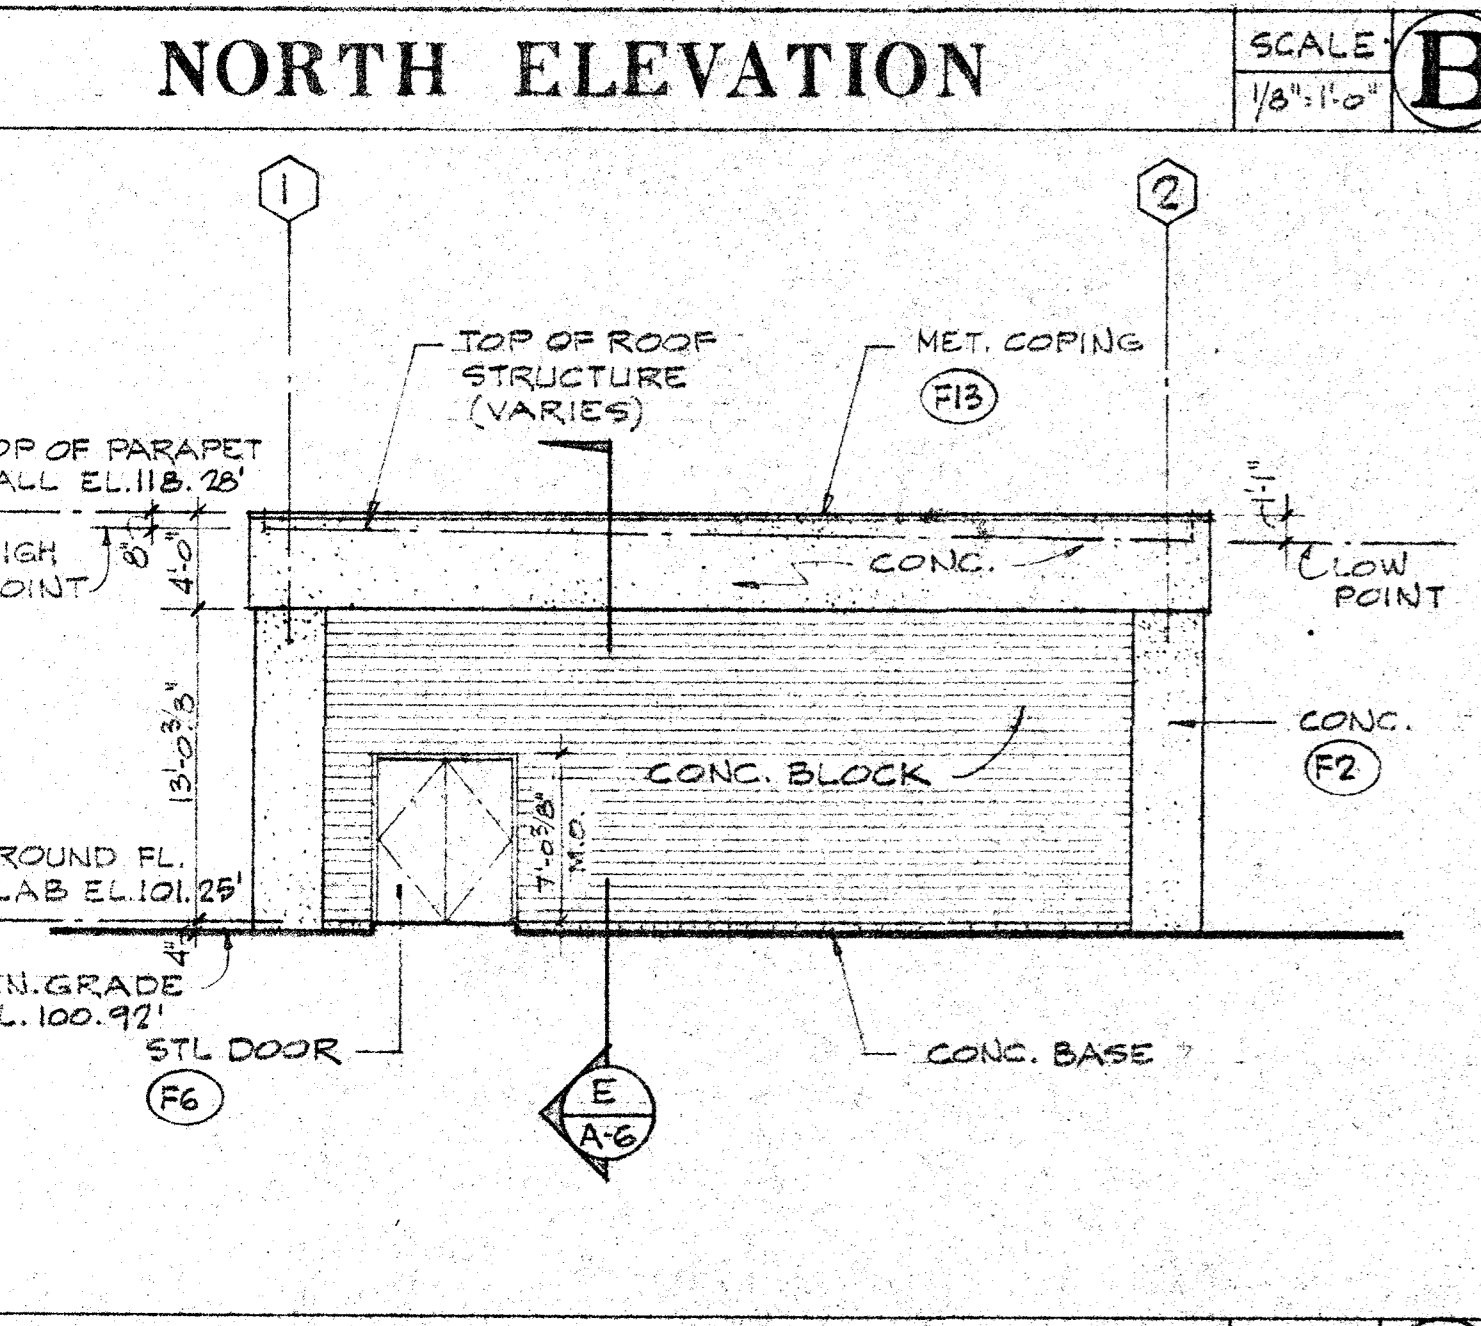 NORTH ELEVATION
SCALE
1/8"=1'-0"
B
1
2
TOP OF ROOF
STRUCTURE
(VARIES)
MET. COPING
F13
OP OF PARAPET
ALL EL.118.28'
1'-1"
IGH
OINT
8"
4'-0"
CONC.
LOW
POINT
13'-0 3/8"
CONC.
F2
CONC. BLOCK
7'-0 3/8"
M.O.
ROUND FL.
LAB EL.101.25'
4"
N.GRADE
L.100.92'
STL DOOR
F6
CONC. BASE
E
A-6